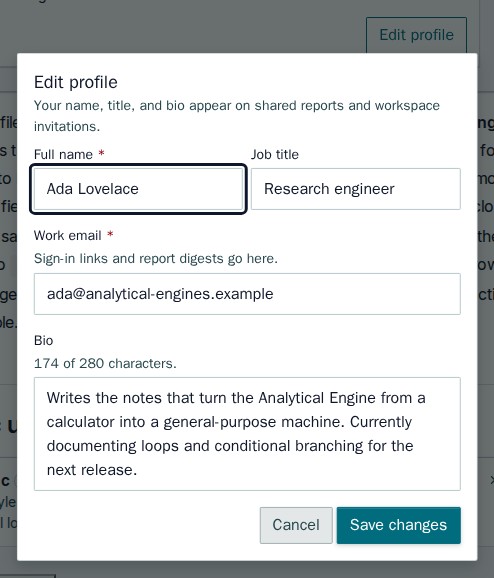 Edit profile
Edit profile
Your name, title, and bio appear on shared reports and workspace
invitations.
Full name *
Job title
Ada Lovelace
Research engineer
Work email *
Sign-in links and report digests go here.
ada@analytical-engines.example
Bio
174 of 280 characters.
Writes the notes that turn the Analytical Engine from a
calculator into a general-purpose machine. Currently
documenting loops and conditional branching for the
next release.
Cancel
Save changes